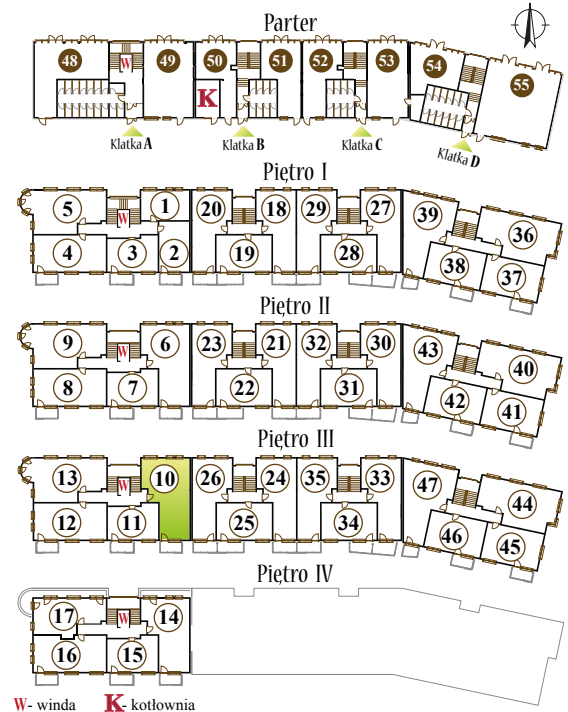 Parter
48 W 49 50 51 52 53 54 55
K
Klatka A Klatka B Klatka C Klatka D
Piętro I
5 W 1 20 18 29 27 39 36
4 3 2 19 28 38 37
Piętro II
9 W 6 23 21 32 30 43 40
8 7 22 31 42 41
Piętro III
13 W 10 26 24 35 33 47 44
12 11 25 34 46 45
Piętro IV
17 W 14
16 15
W- winda K- kotłownia